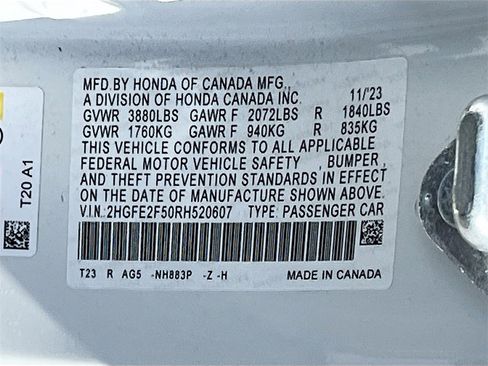 MFD.BY HONDA OF CANADA MFG.,
A DIVISION OF HONDA CANADA INC. 11/'23
GVWR 3880LBS GAWR F 2072LBS R 1840LBS
GVWR 1760KG GAWR F 940KG R 835KG
THIS VEHICLE CONFORMS TO ALL APPLICABLE
FEDERAL MOTOR VEHICLE SAFETY , BUMPER ,
AND THEFT PREVENTION STANDARDS IN EFFECT
ON THE DATE OF MANUFACTURE SHOWN ABOVE.
V.I.N. 2HGFE2F50RH520607 TYPE: PASSENGER CAR
T23 R AG5 -NH883P -Z -H MADE IN CANADA
T20 A1